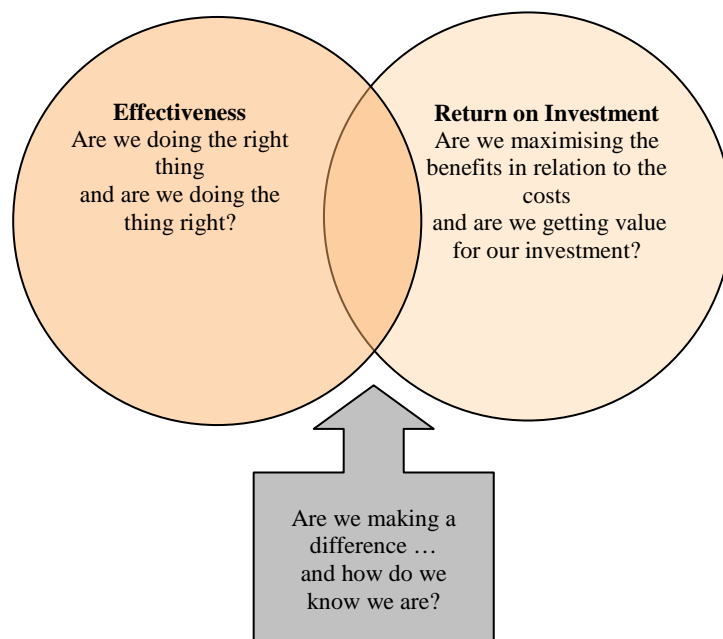 Effectiveness
Are we doing the right
thing
and are we doing the
thing right?
Return on Investment
Are we maximising the
benefits in relation to the
costs
and are we getting value
for our investment?
Are we making a
difference …
and how do we
know we are?